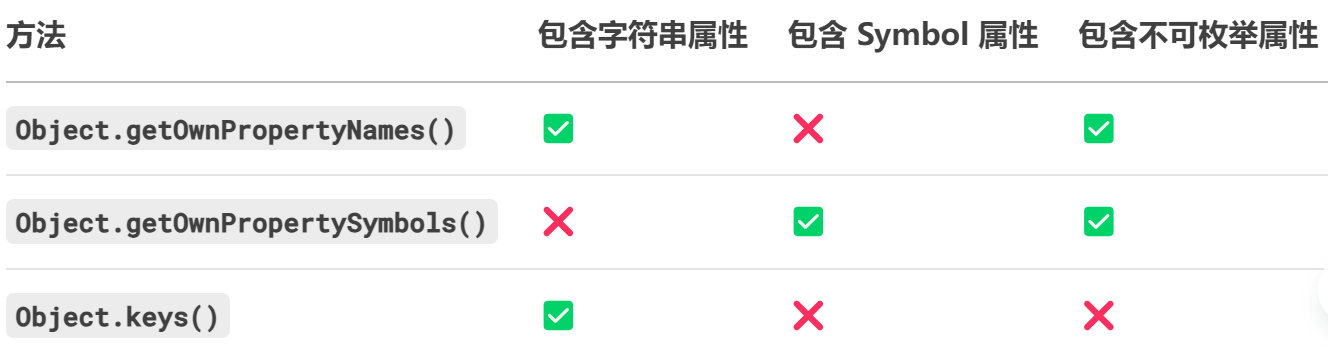 方法 包含字符串属性 包含 Symbol 属性 包含不可枚举属性
Object.getOwnPropertyNames() ✅ ❌ ✅
Object.getOwnPropertySymbols() ❌ ✅ ✅
Object.keys() ✅ ❌ ❌